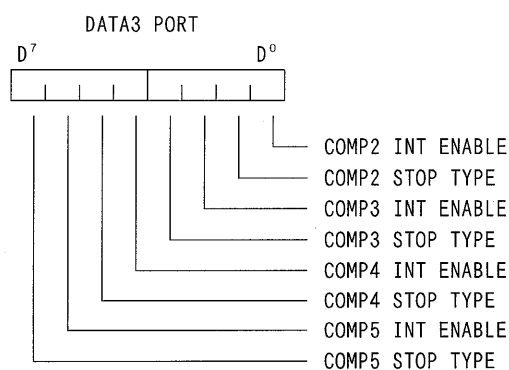 DATA3 PORT
D⁷ D⁰
COMP2 INT ENABLE
COMP2 STOP TYPE
COMP3 INT ENABLE
COMP3 STOP TYPE
COMP4 INT ENABLE
COMP4 STOP TYPE
COMP5 INT ENABLE
COMP5 STOP TYPE